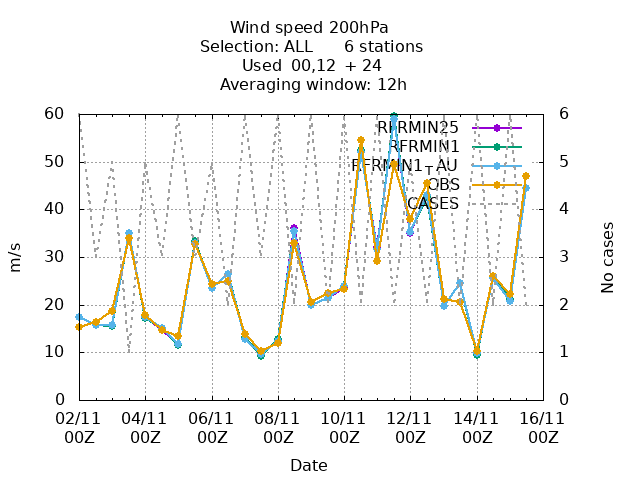 Wind speed 200hPa
Selection: ALL 6 stations
Used 00,12 + 24
Averaging window: 12h
60 6
50 5
40 4
30 3
20 2
10 1
0 0
m/s
No cases
RFRMIN25
RFRMIN1
RFRMIN1_AU
OBS
CASES
02/11 04/11 06/11 08/11 10/11 12/11 14/11 16/11
00Z 00Z 00Z 00Z 00Z 00Z 00Z 00Z
Date